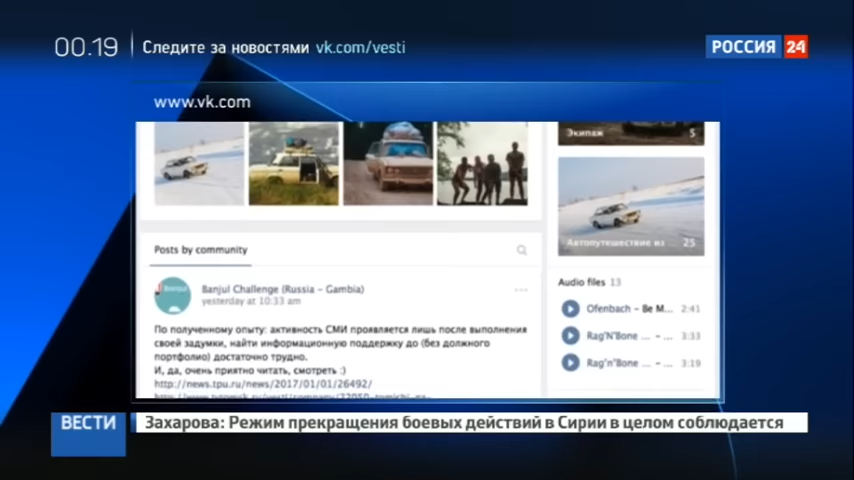 00.19
Следите за новостями vk.com/vesti
РОССИЯ 24
www.vk.com
Экипаж 5
Автопутешествие из ... 25
Posts by community
Banjul Challenge (Russia – Gambia)
yesterday at 10:33 am
По полученному опыту: активность СМИ проявляется лишь после выполнения
своей задумки, найти информационную поддержку до (без должного
портфолио) достаточно трудно.
И, да, очень приятно читать, смотреть :)
http://news.tpu.ru/news/2017/01/01/26492/
Audio files 13
Ofenbach – Be M... 2:41
Rag'N'Bone ... – ... 3:33
Rag'n'Bone ... – ... 3:19
ВЕСТИ
Захарова: Режим прекращения боевых действий в Сирии в целом соблюдается